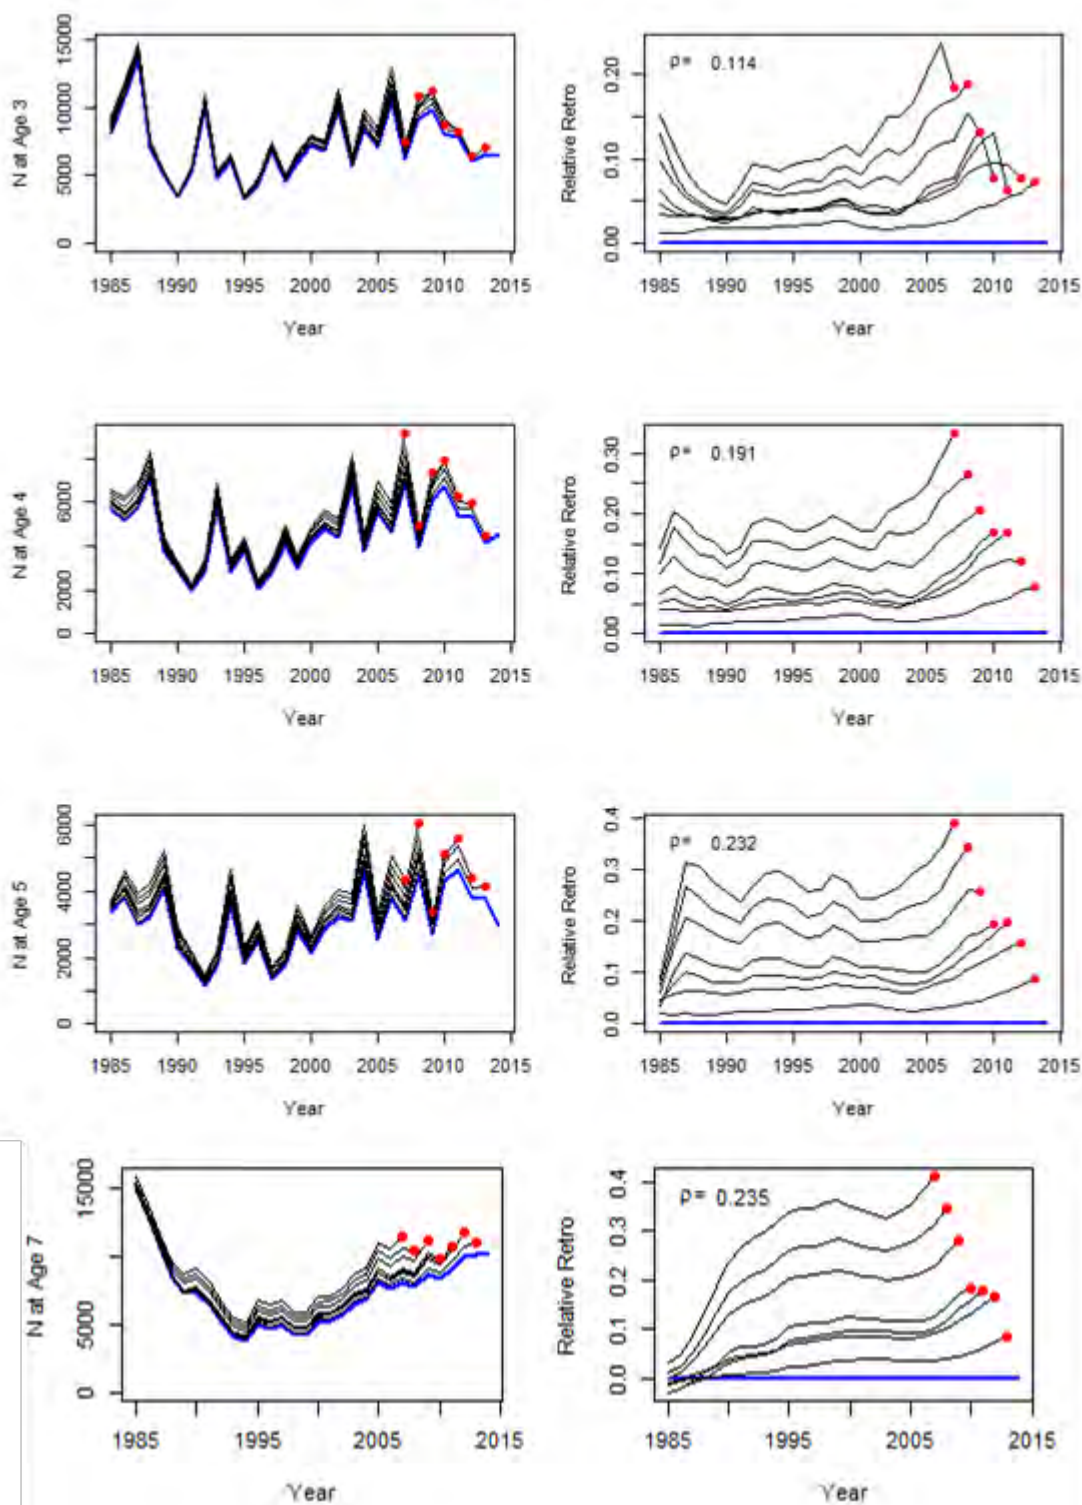 N at Age 3
15000
10000
5000
0
1985 1990 1995 2000 2005 2010 2015
Year
Relative Retro
0.20
0.10
0.00
ρ= 0.114
1985 1990 1995 2000 2005 2010 2015
Year
N at Age 4
6000
2000
0
1985 1990 1995 2000 2005 2010 2015
Year
Relative Retro
0.30
0.20
0.10
0.00
ρ= 0.191
1985 1990 1995 2000 2005 2010 2015
Year
N at Age 5
6000
4000
2000
0
1985 1990 1995 2000 2005 2010 2015
Year
Relative Retro
0.4
0.3
0.2
0.1
0.0
ρ= 0.232
1985 1990 1995 2000 2005 2010 2015
Year
N at Age 7
15000
5000
0
1985 1995 2005 2015
Year
Relative Retro
0.4
0.3
0.2
0.1
0.0
ρ= 0.235
1985 1995 2005 2015
Year